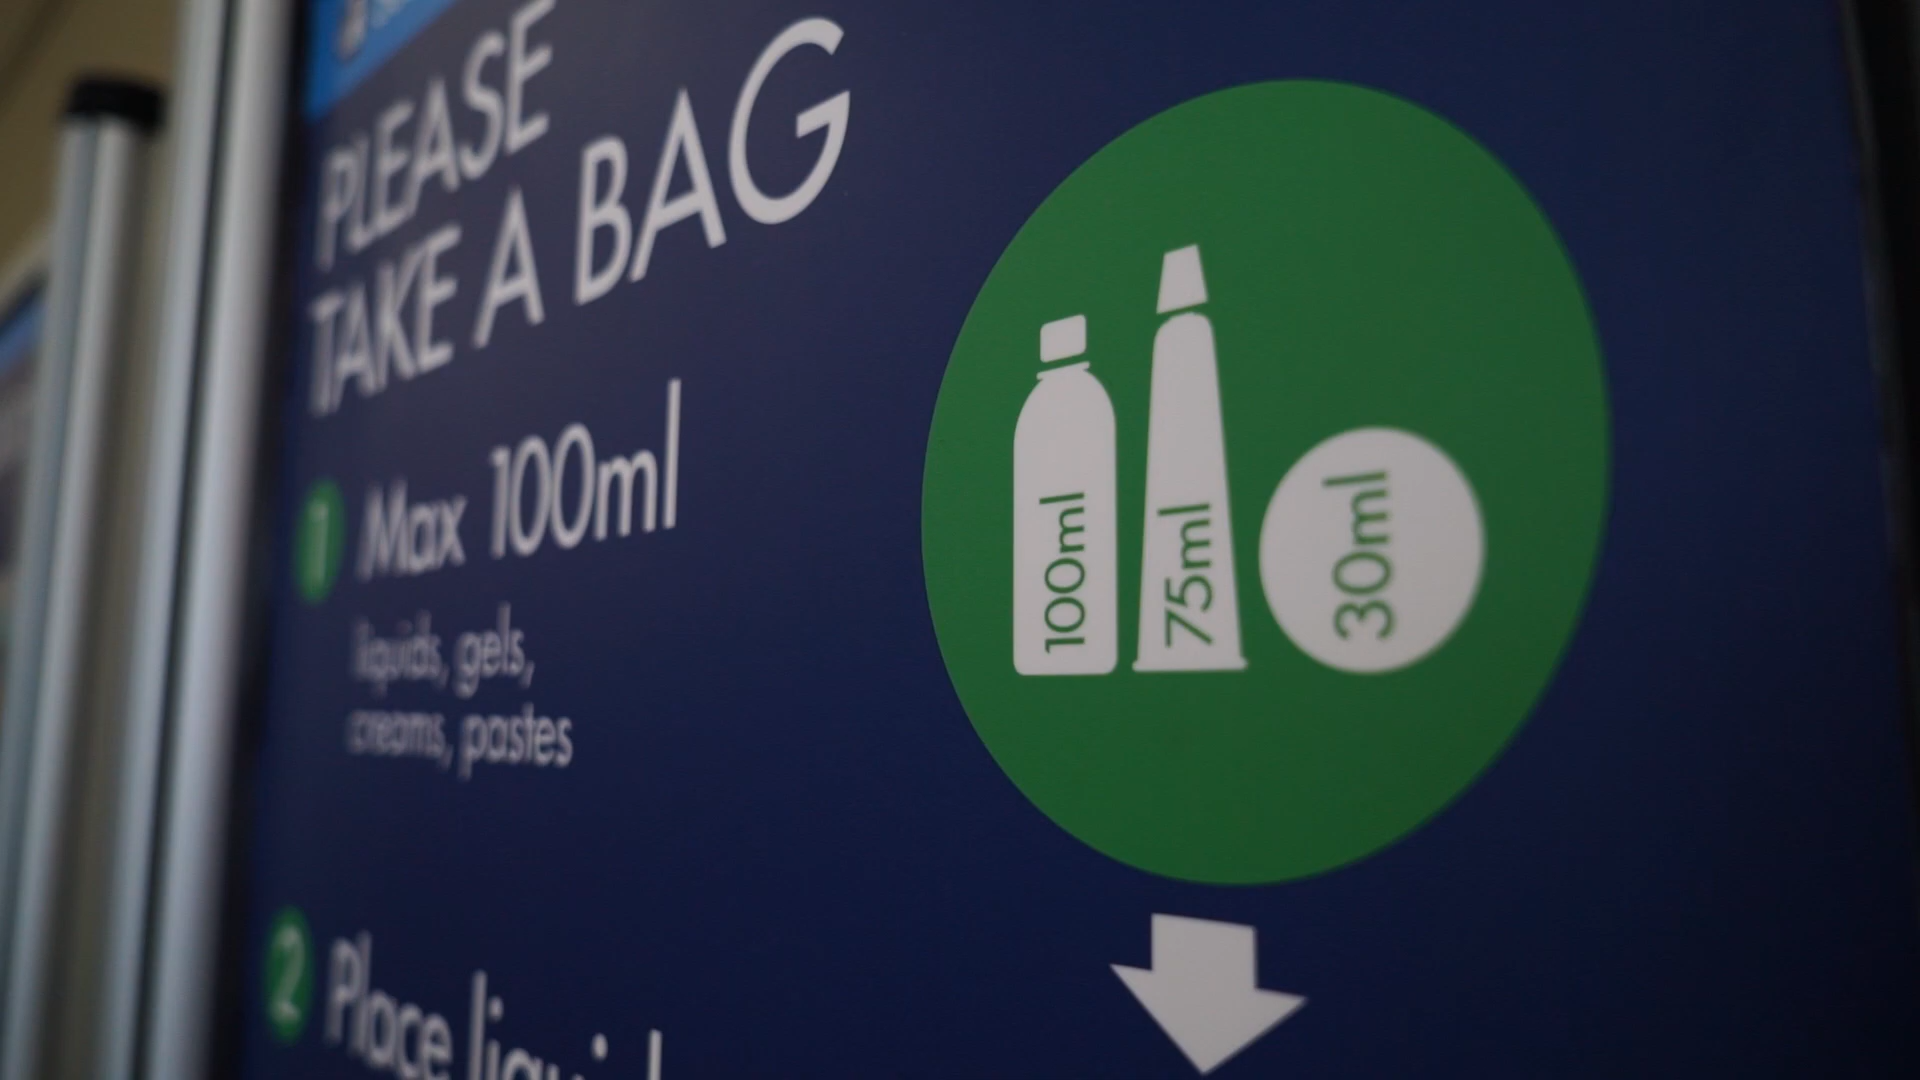 PLEASE
TAKE A BAG
1 Max 100ml
liquids, gels,
creams, pastes
100ml
75ml
30ml
2 Place